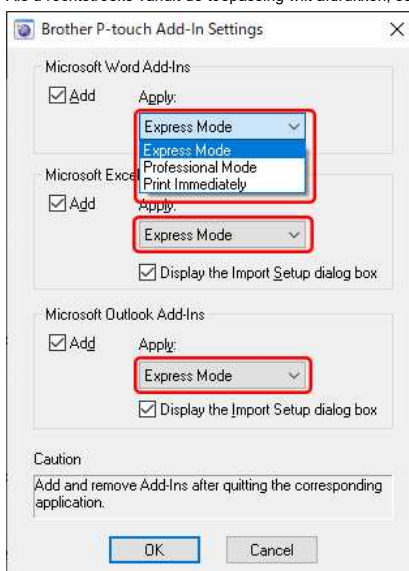 Brother P-touch Add-In Settings
Microsoft Word Add-Ins
Add
Apply:
Express Mode
Express Mode
Professional Mode
Print Immediately
Microsoft Exce
Add
Apply:
Express Mode
Display the Import Setup dialog box
Microsoft Outlook Add-Ins
Add
Apply:
Express Mode
Display the Import Setup dialog box
Caution
Add and remove Add-Ins after quitting the corresponding
application.
OK
Cancel